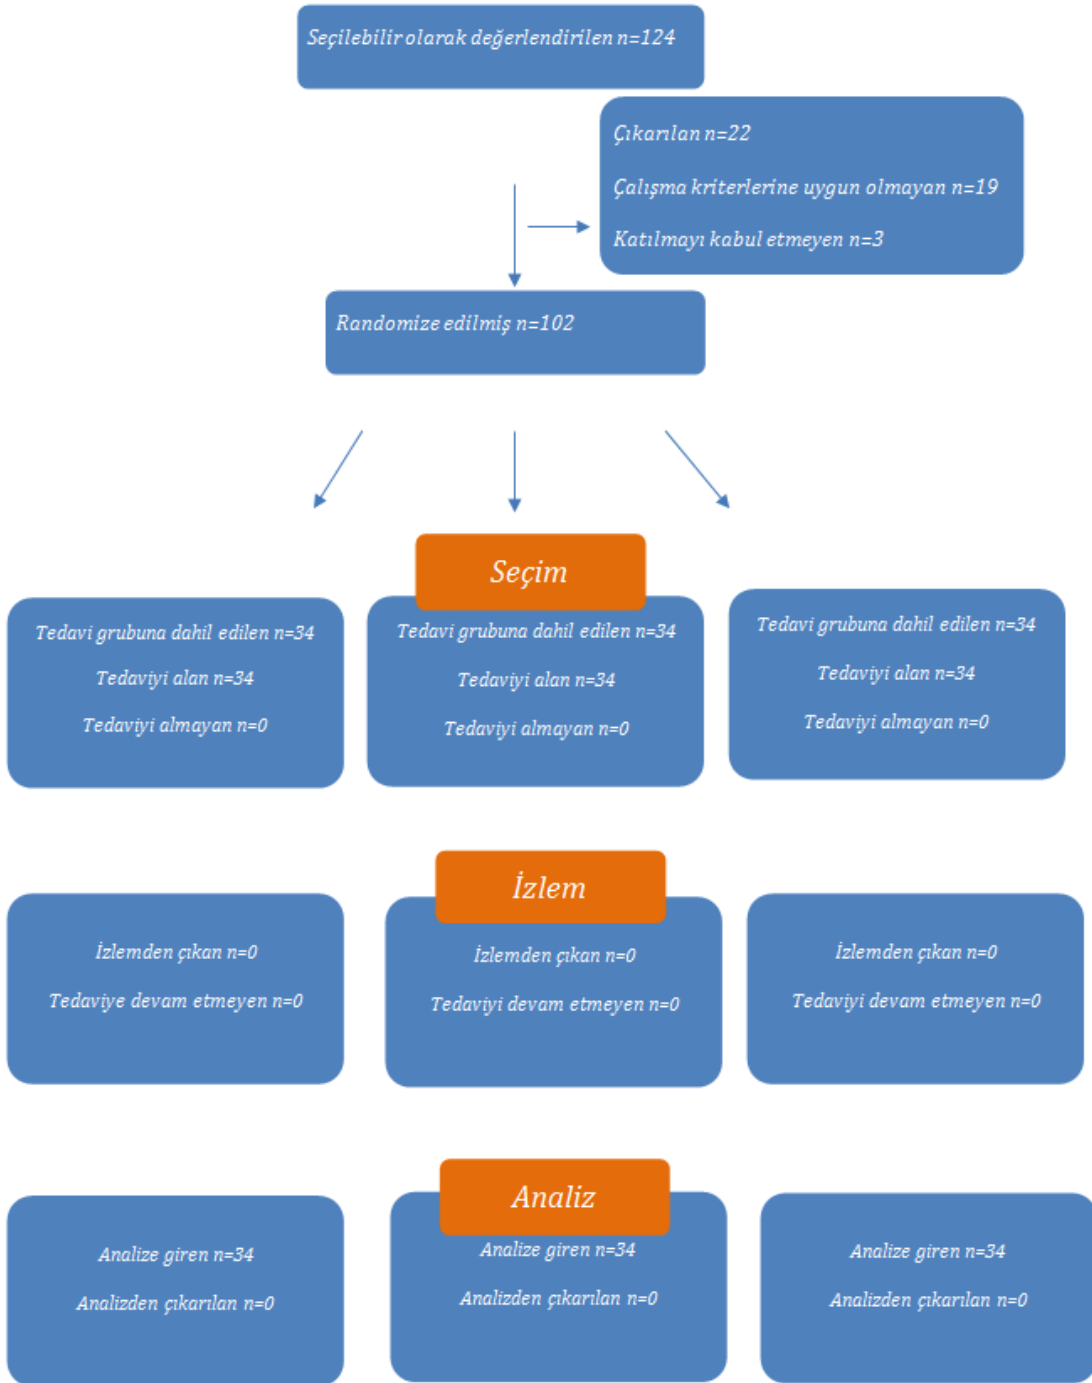 Seçilebilir olarak değerlendirilen n=124
Çıkarılan n=22
Çalışma kriterlerine uygun olmayan n=19
Katılmayı kabul etmeyen n=3
Randomize edilmiş n=102
Seçim
Tedavi grubuna dahil edilen n=34
Tedaviyi alan n=34
Tedaviyi almayan n=0
Tedavi grubuna dahil edilen n=34
Tedaviyi alan n=34
Tedaviyi almayan n=0
Tedavi grubuna dahil edilen n=34
Tedaviyi alan n=34
Tedaviyi almayan n=0
İzlem
İzlemden çıkan n=0
Tedaviye devam etmeyen n=0
İzlemden çıkan n=0
Tedaviyi devam etmeyen n=0
İzlemden çıkan n=0
Tedaviyi devam etmeyen n=0
Analiz
Analize giren n=34
Analizden çıkarılan n=0
Analize giren n=34
Analizden çıkarılan n=0
Analize giren n=34
Analizden çıkarılan n=0